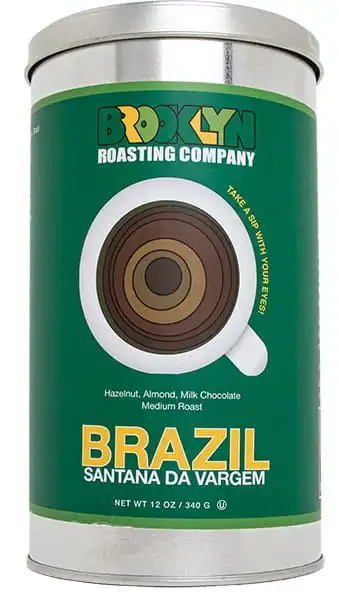 BROOKLYN
ROASTING COMPANY
TAKE A SIP WITH YOUR EYES!
Hazelnut, Almond, Milk Chocolate
Medium Roast
BRAZIL
SANTANA DA VARGEM
NET WT 12 OZ / 340 G U